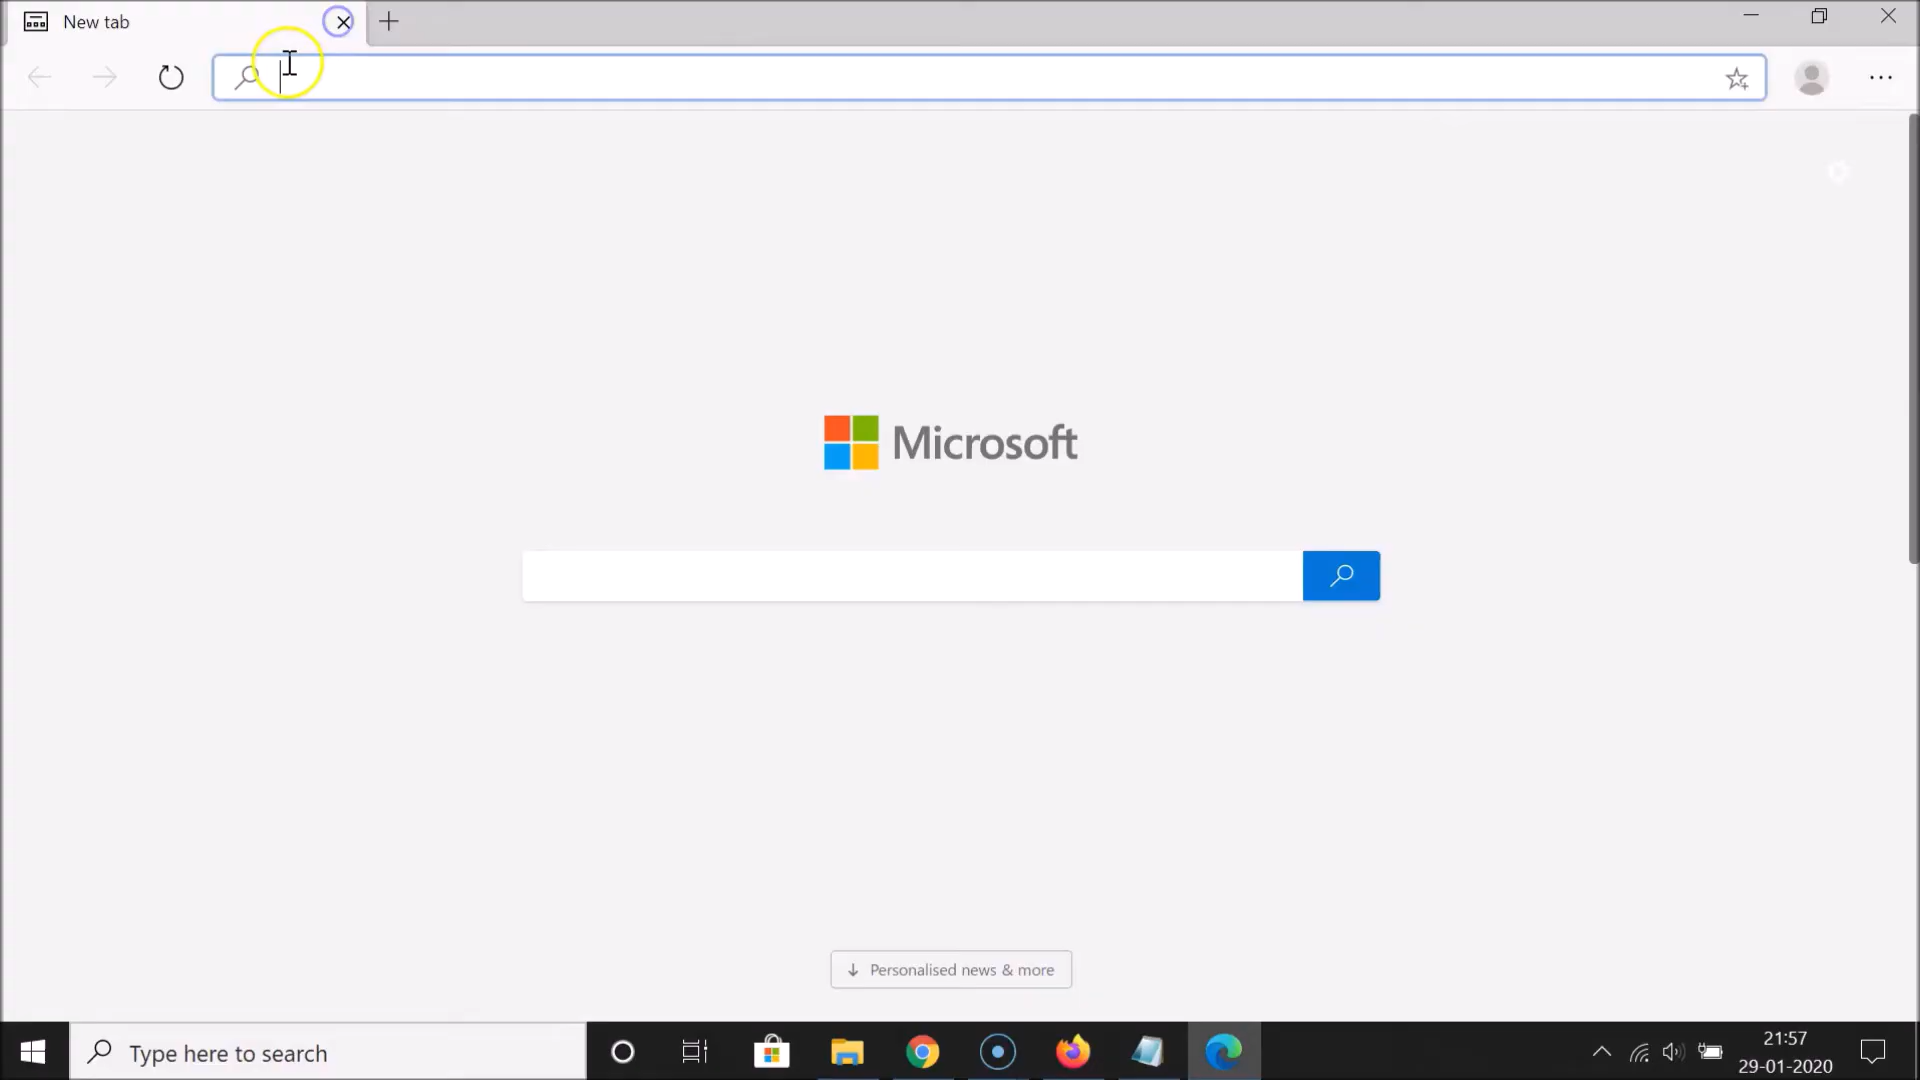 New tab
Microsoft
Personalised news & more
Type here to search
21:57
29-01-2020